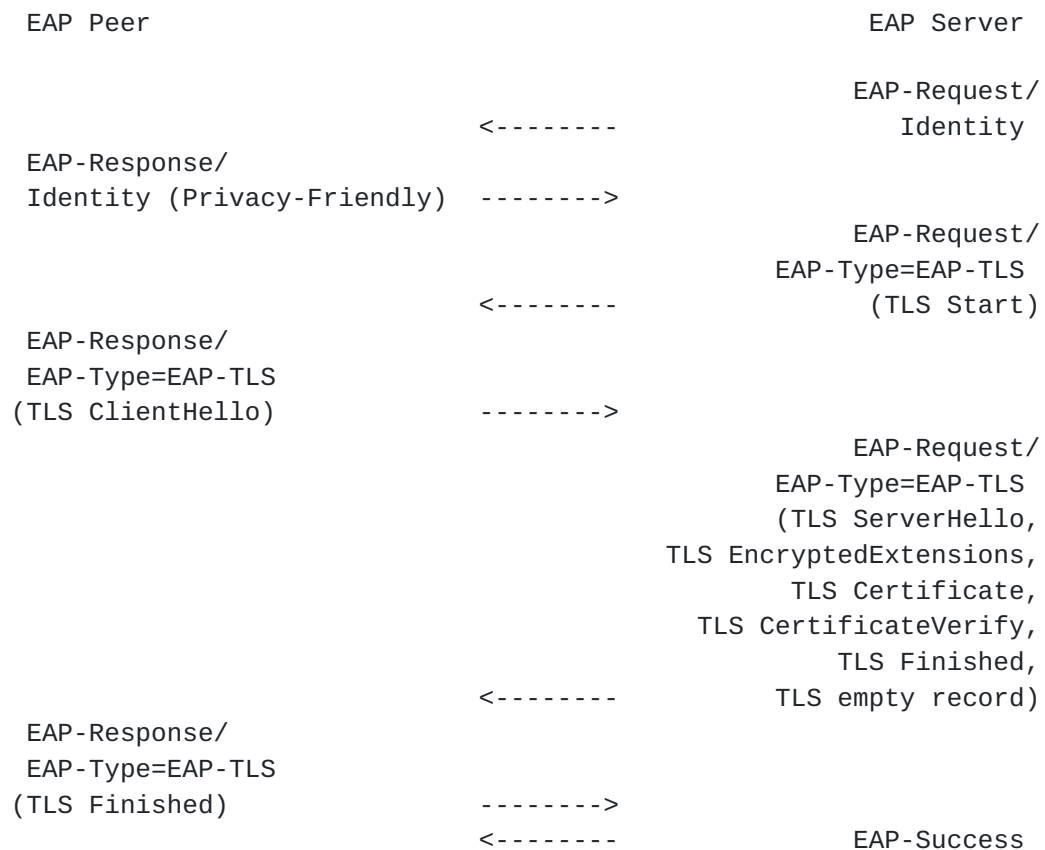 EAP Peer                                              EAP Server

                                                     EAP-Request/
                              <--------                  Identity
EAP-Response/
Identity (Privacy-Friendly)   -------->
                                                     EAP-Request/
                                                EAP-Type=EAP-TLS
                              <--------              (TLS Start)
EAP-Response/
EAP-Type=EAP-TLS
(TLS ClientHello)             -------->
                                                     EAP-Request/
                                                EAP-Type=EAP-TLS
                                                (TLS ServerHello,
                                         TLS EncryptedExtensions,
                                                 TLS Certificate,
                                           TLS CertificateVerify,
                                                    TLS Finished,
                              <--------         TLS empty record)
EAP-Response/
EAP-Type=EAP-TLS
(TLS Finished)                -------->
                              <--------              EAP-Success